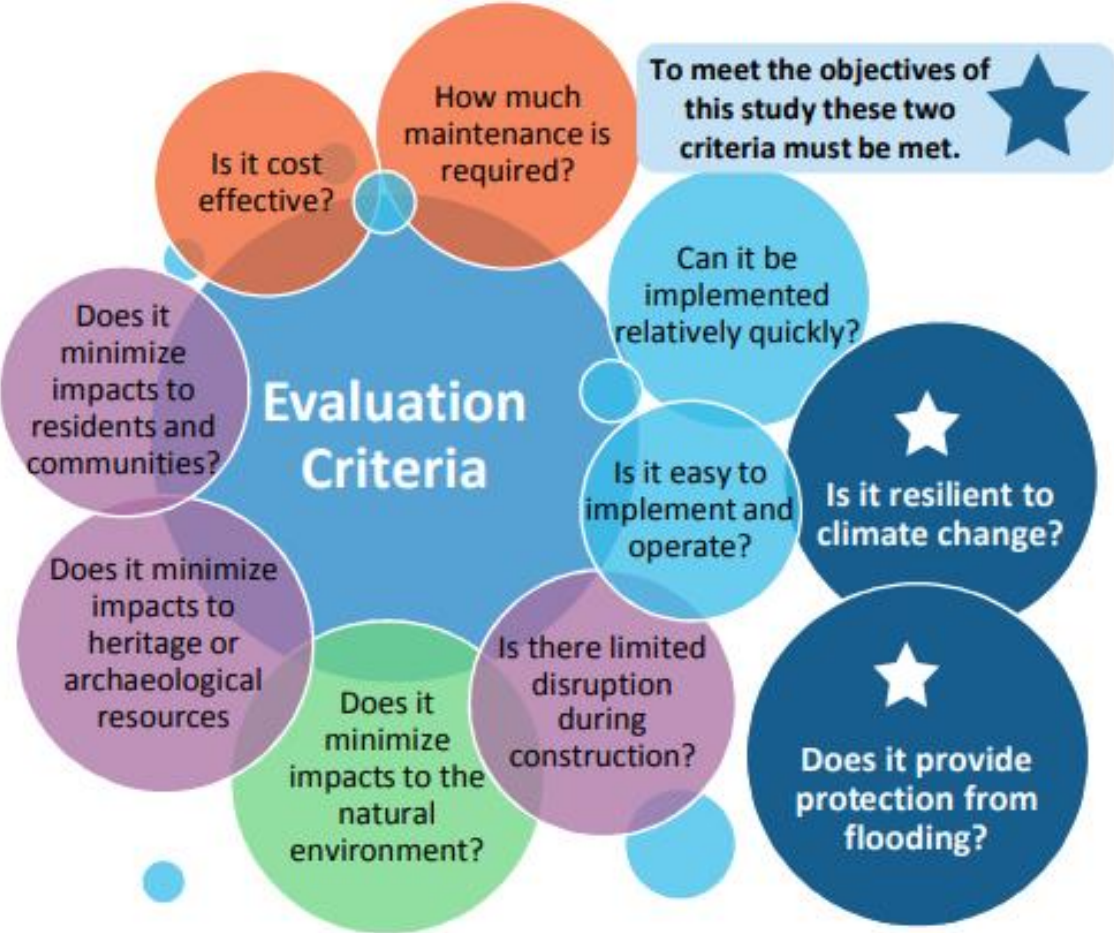 How much
maintenance is
required?
To meet the objectives of
this study these two
criteria must be met.
Is it cost
effective?
Can it be
implemented
relatively quickly?
Does it
minimize
impacts to
residents and
communities?
Evaluation
Criteria
Is it easy to
implement and
operate?
Is it resilient to
climate change?
Does it minimize
impacts to
heritage or
archaeological
resources
Does it
minimize
impacts to the
natural
environment?
Is there limited
disruption
during
construction?
Does it provide
protection from
flooding?